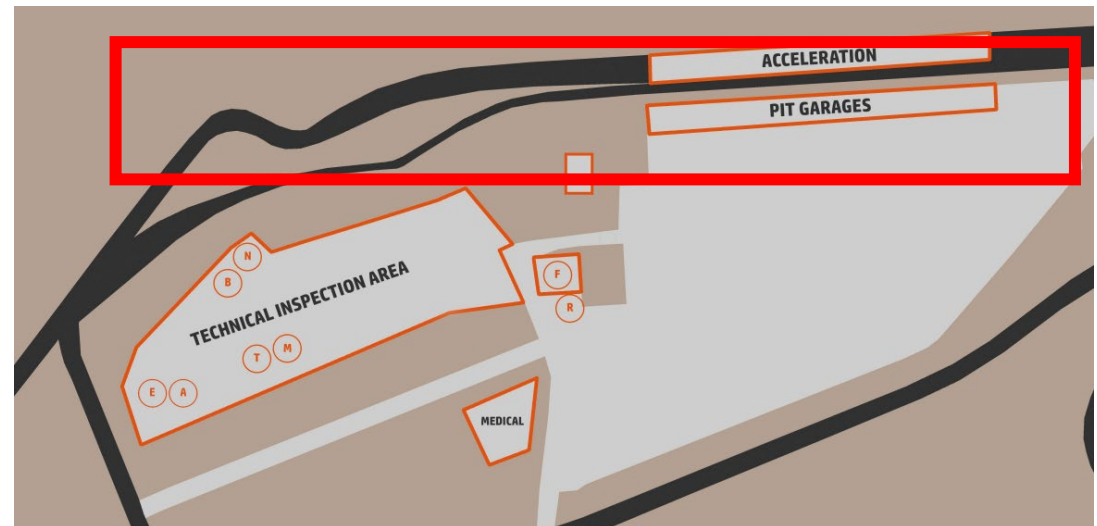 ACCELERATION
PIT GARAGES
N
B
F
TECHNICAL INSPECTION AREA
R
T M
E A
MEDICAL